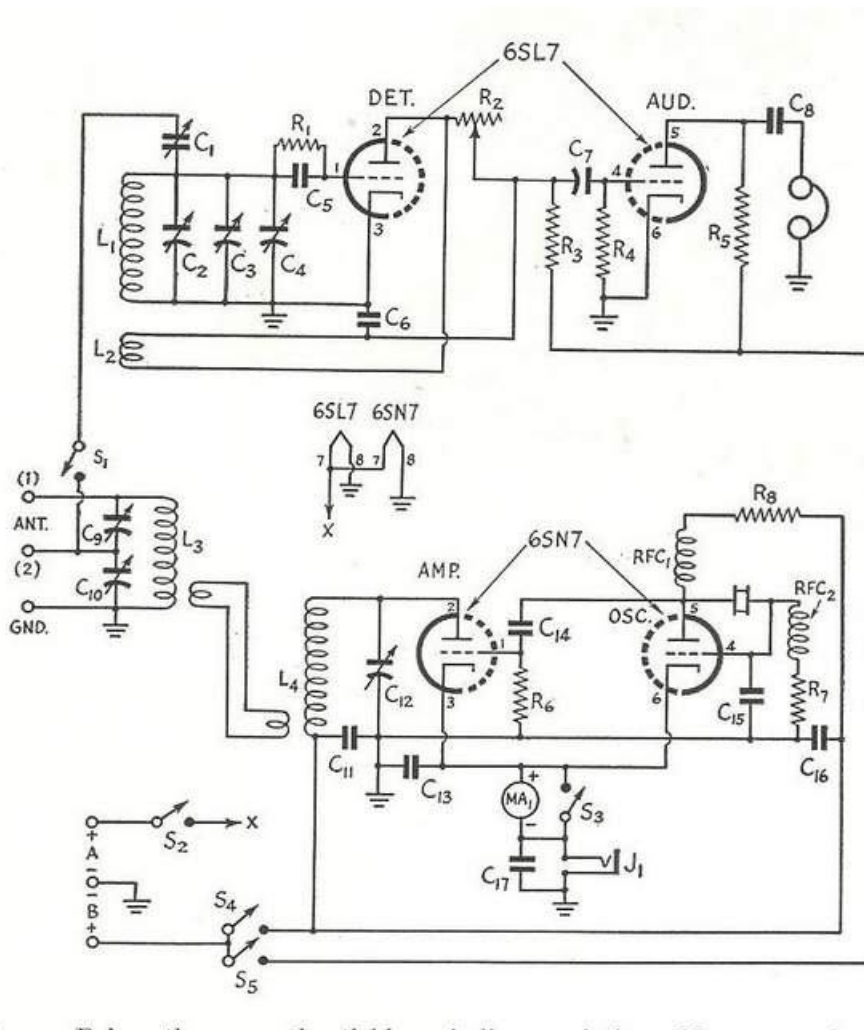 6SL7
DET.
R2
AUD.
C8
C1
R1
2
5
C7
1
4
C5
L1
3
6
R3
R4
R5
C2
C3
C4
C6
L2
6SL7 6SN7
7 8 7 8
X
S1
(1)
ANT.
(2)
GND.
C9
C10
L3
R8
6SN7
RFC1
RFC2
AMP.
OSC.
2
5
C14
1
4
L4
C12
3
6
R6
C15
R7
C11
C13
C16
+
MA1
-
S3
C17
J1
S2
X
+
A
-
-
B
+
S4
S5